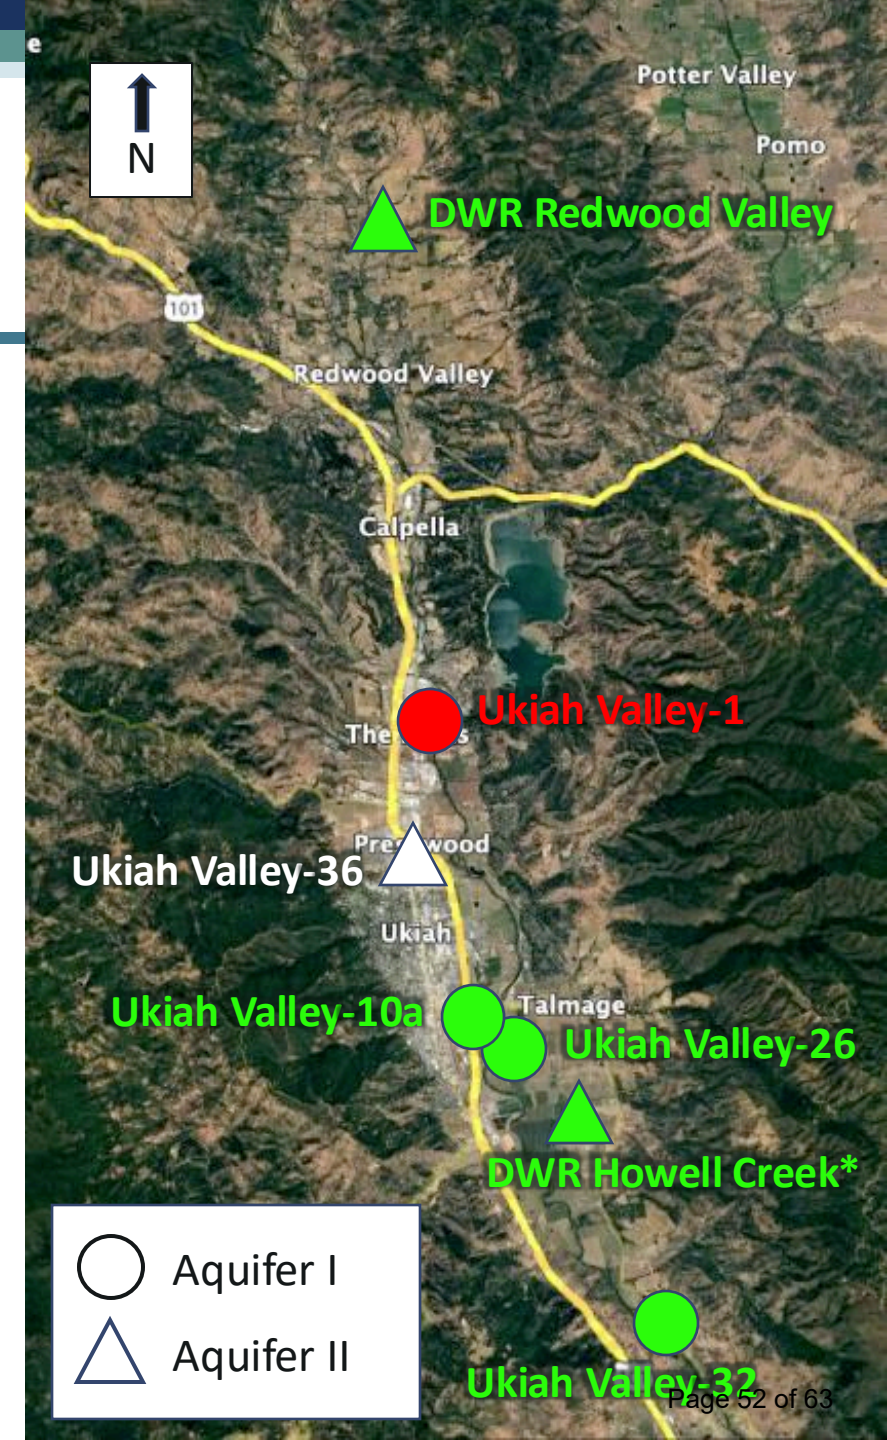 e
Potter Valley
N
Pomo
DWR Redwood Valley
101
Redwood Valley
Calpella
Ukiah Valley-1
The
Ukiah Valley-36
Ukiah
Ukiah Valley-10a
Talmage
Ukiah Valley-26
DWR Howell Creek*
Aquifer I
Aquifer II
Ukiah Valley-32
Page 52 of 63